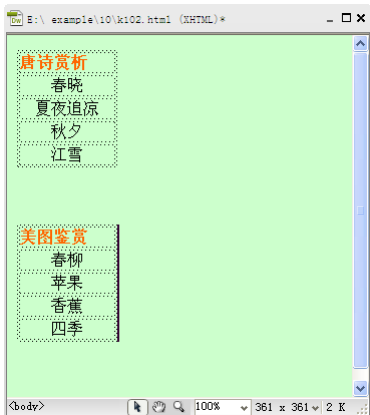 E:\ example\10\k102.html (XHTML)*
唐诗赏析
春晓
夏夜追凉
秋夕
江雪
美图鉴赏
春柳
苹果
香蕉
四季
<body>
100%
361 x 361
2 K